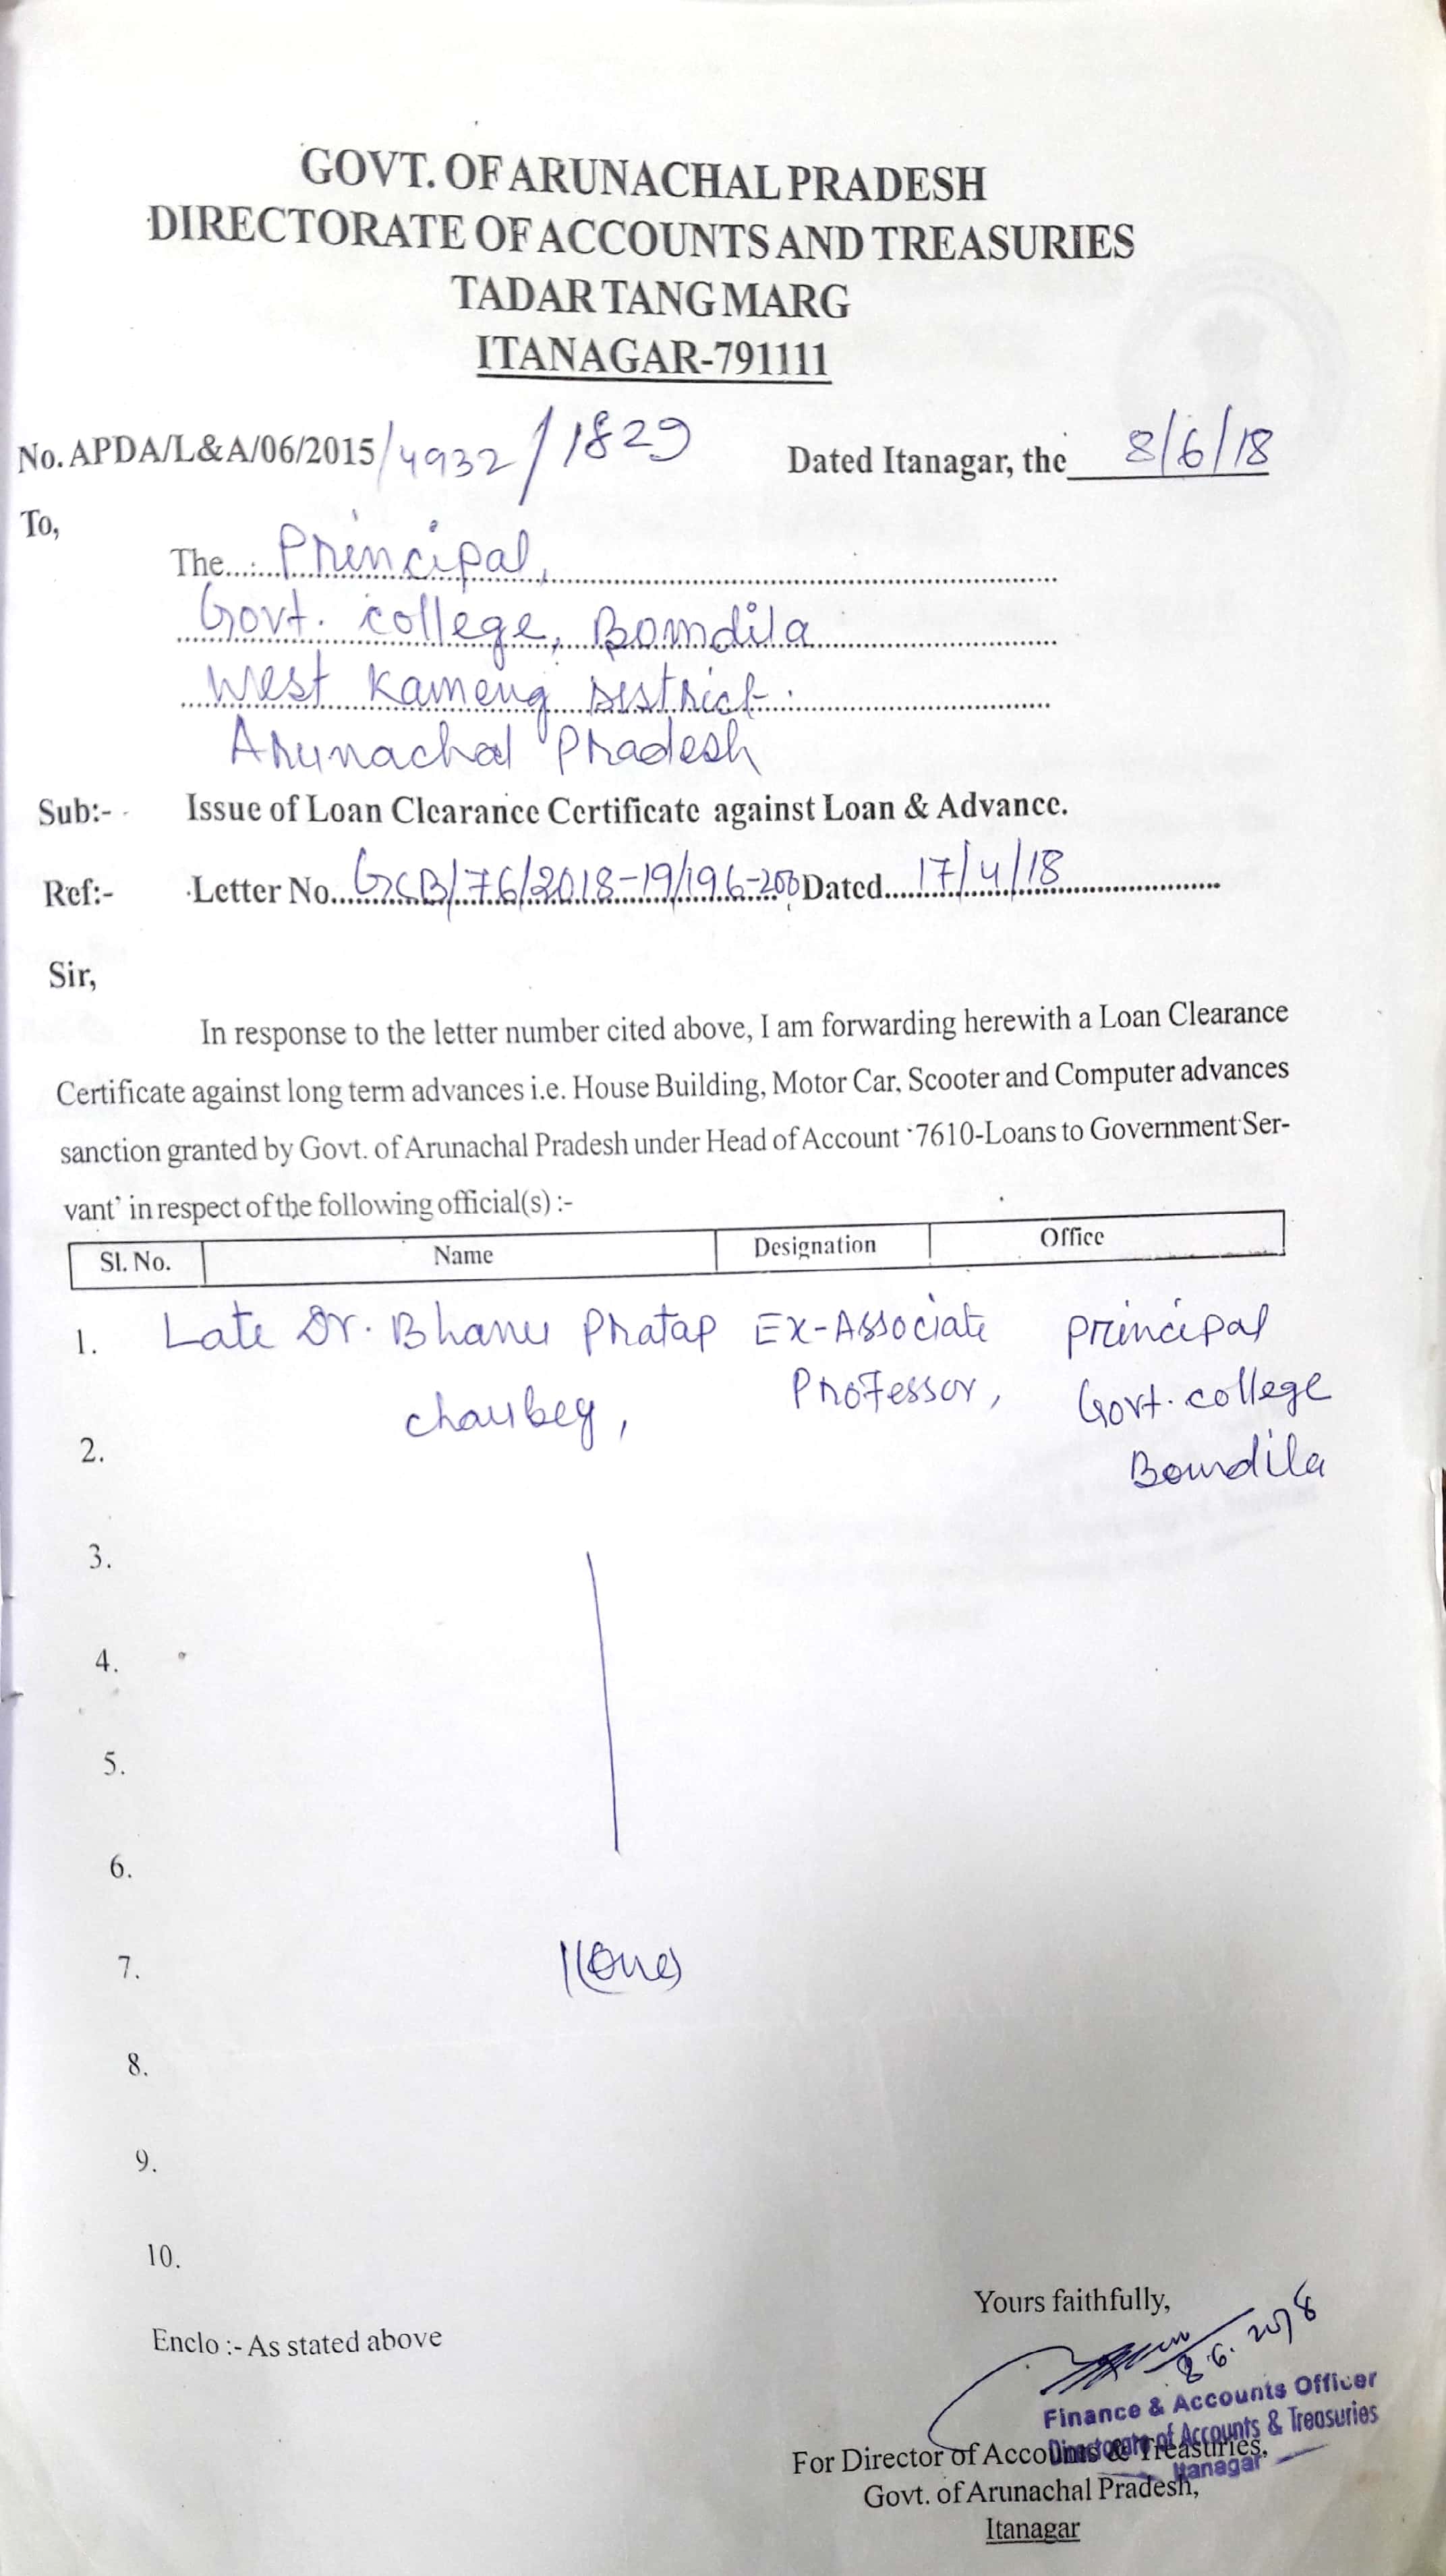 GOVT. OF ARUNACHAL PRADESH
DIRECTORATE OF ACCOUNTS AND TREASURIES
TADAR TANG MARG
ITANAGAR-791111
No. APDA/L&A/06/2015/4932/1829 Dated Itanagar, the 8/6/18
To,
The Principal,
Govt. college, Bomdila
West Kameng District.
Arunachal Pradesh
Sub:- Issue of Loan Clearance Certificate against Loan & Advance.
Ref:- Letter No. GCB/76/2018-19/196-200 Dated 17/4/18
Sir,
In response to the letter number cited above, I am forwarding herewith a Loan Clearance
Certificate against long term advances i.e. House Building, Motor Car, Scooter and Computer advances
sanction granted by Govt. of Arunachal Pradesh under Head of Account '7610-Loans to Government Ser-
vant' in respect of the following official(s) :-
Sl. No. Name Designation Office
1. Late Dr. Bhanu Pratap Ex-Associate Principal
chaubey, Professor, Govt. college
2. Bomdila
3.
4.
5.
6.
7. 1(One)
8.
9.
10.
Yours faithfully,
Enclo :- As stated above
8.6.2018
Finance & Accounts Officer
Directorate of Accounts & Treasuries
Itanagar
For Director of Accounts & Treasuries,
Govt. of Arunachal Pradesh,
Itanagar